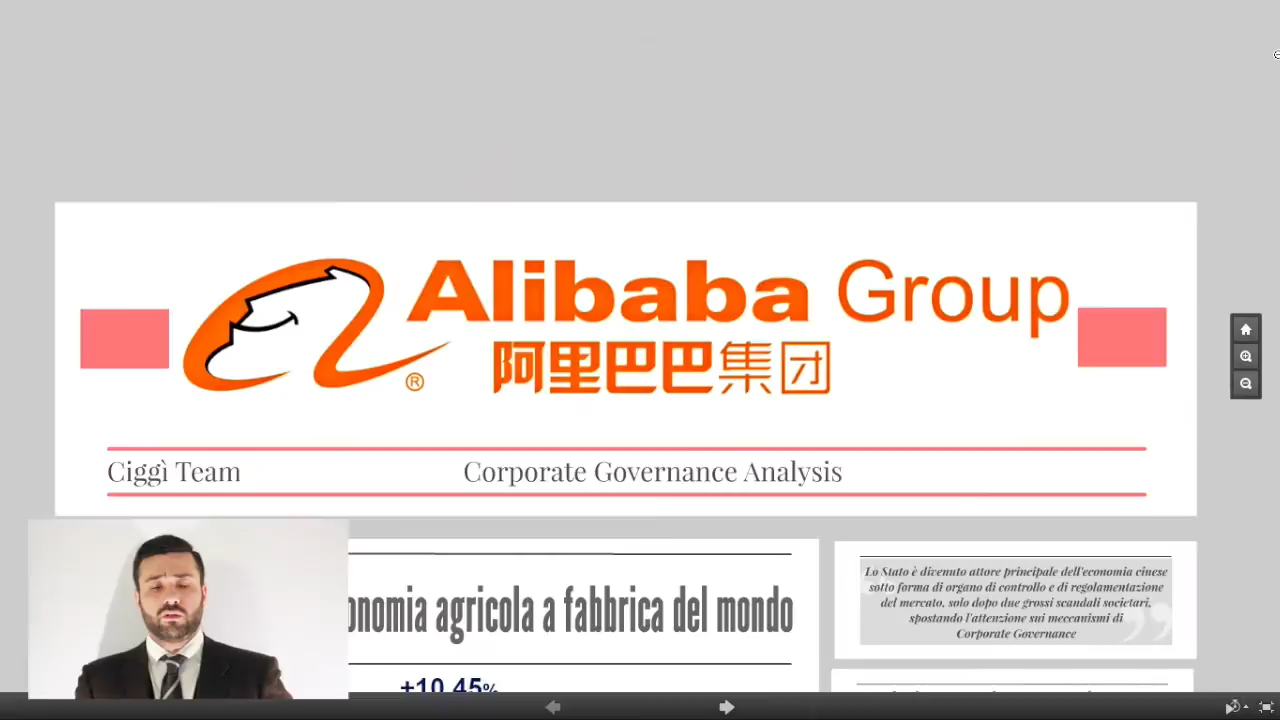 Alibaba Group
阿里巴巴集团
®
Ciggì Team
Corporate Governance Analysis
onomia agricola a fabbrica del mondo
+10,45%
Lo Stato è divenuto attore principale dell'economia cinese
sotto forma di organo di controllo e di regolamentazione
del mercato, solo dopo due grossi scandali societari,
spostando l'attenzione sui meccanismi di
Corporate Governance